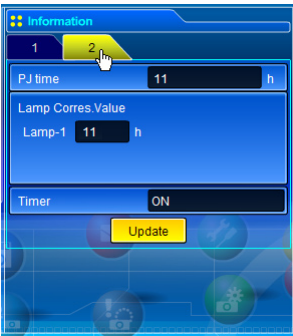 Information
1 2
PJ time 11 h
Lamp Corres.Value
Lamp-1 11 h
Timer ON
Update